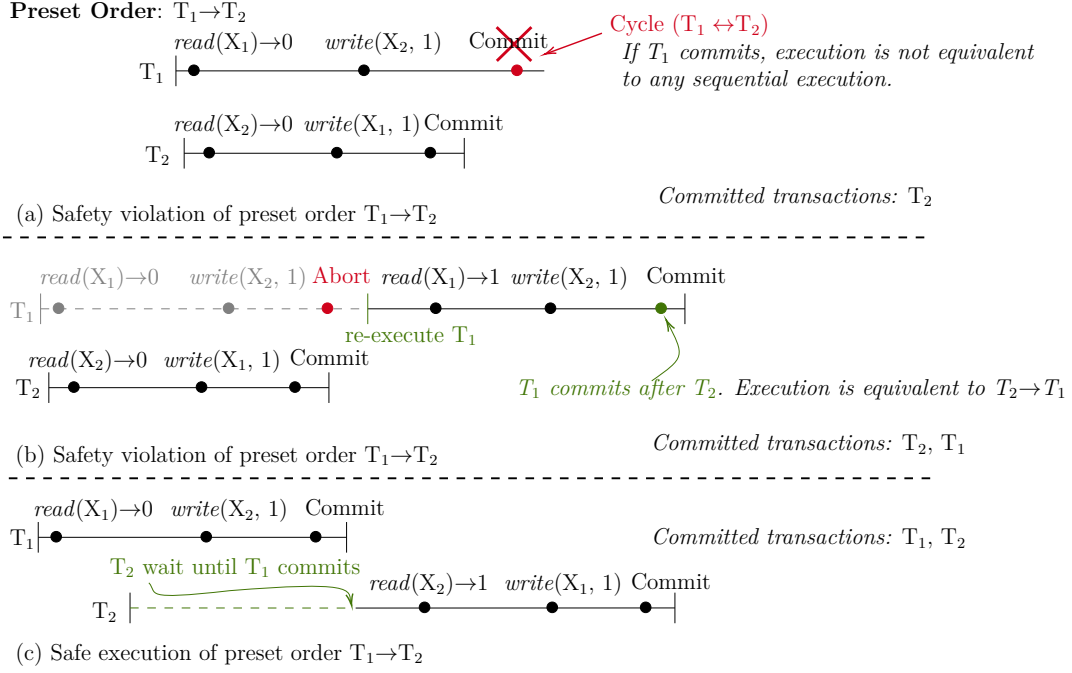 Preset Order: T₁→T₂
read(X₁)→0 write(X₂, 1) Commit
Cycle (T₁ ↔T₂)
If T₁ commits, execution is not equivalent
to any sequential execution.
T₁
read(X₂)→0 write(X₁, 1) Commit
T₂
Committed transactions: T₂
(a) Safety violation of preset order T₁→T₂
read(X₁)→0 write(X₂, 1) Abort read(X₁)→1 write(X₂, 1) Commit
T₁
re-execute T₁
read(X₂)→0 write(X₁, 1) Commit
T₂
T₁ commits after T₂. Execution is equivalent to T₂→T₁
Committed transactions: T₂, T₁
(b) Safety violation of preset order T₁→T₂
read(X₁)→0 write(X₂, 1) Commit
T₁
Committed transactions: T₁, T₂
T₂ wait until T₁ commits
read(X₂)→1 write(X₁, 1) Commit
T₂
(c) Safe execution of preset order T₁→T₂